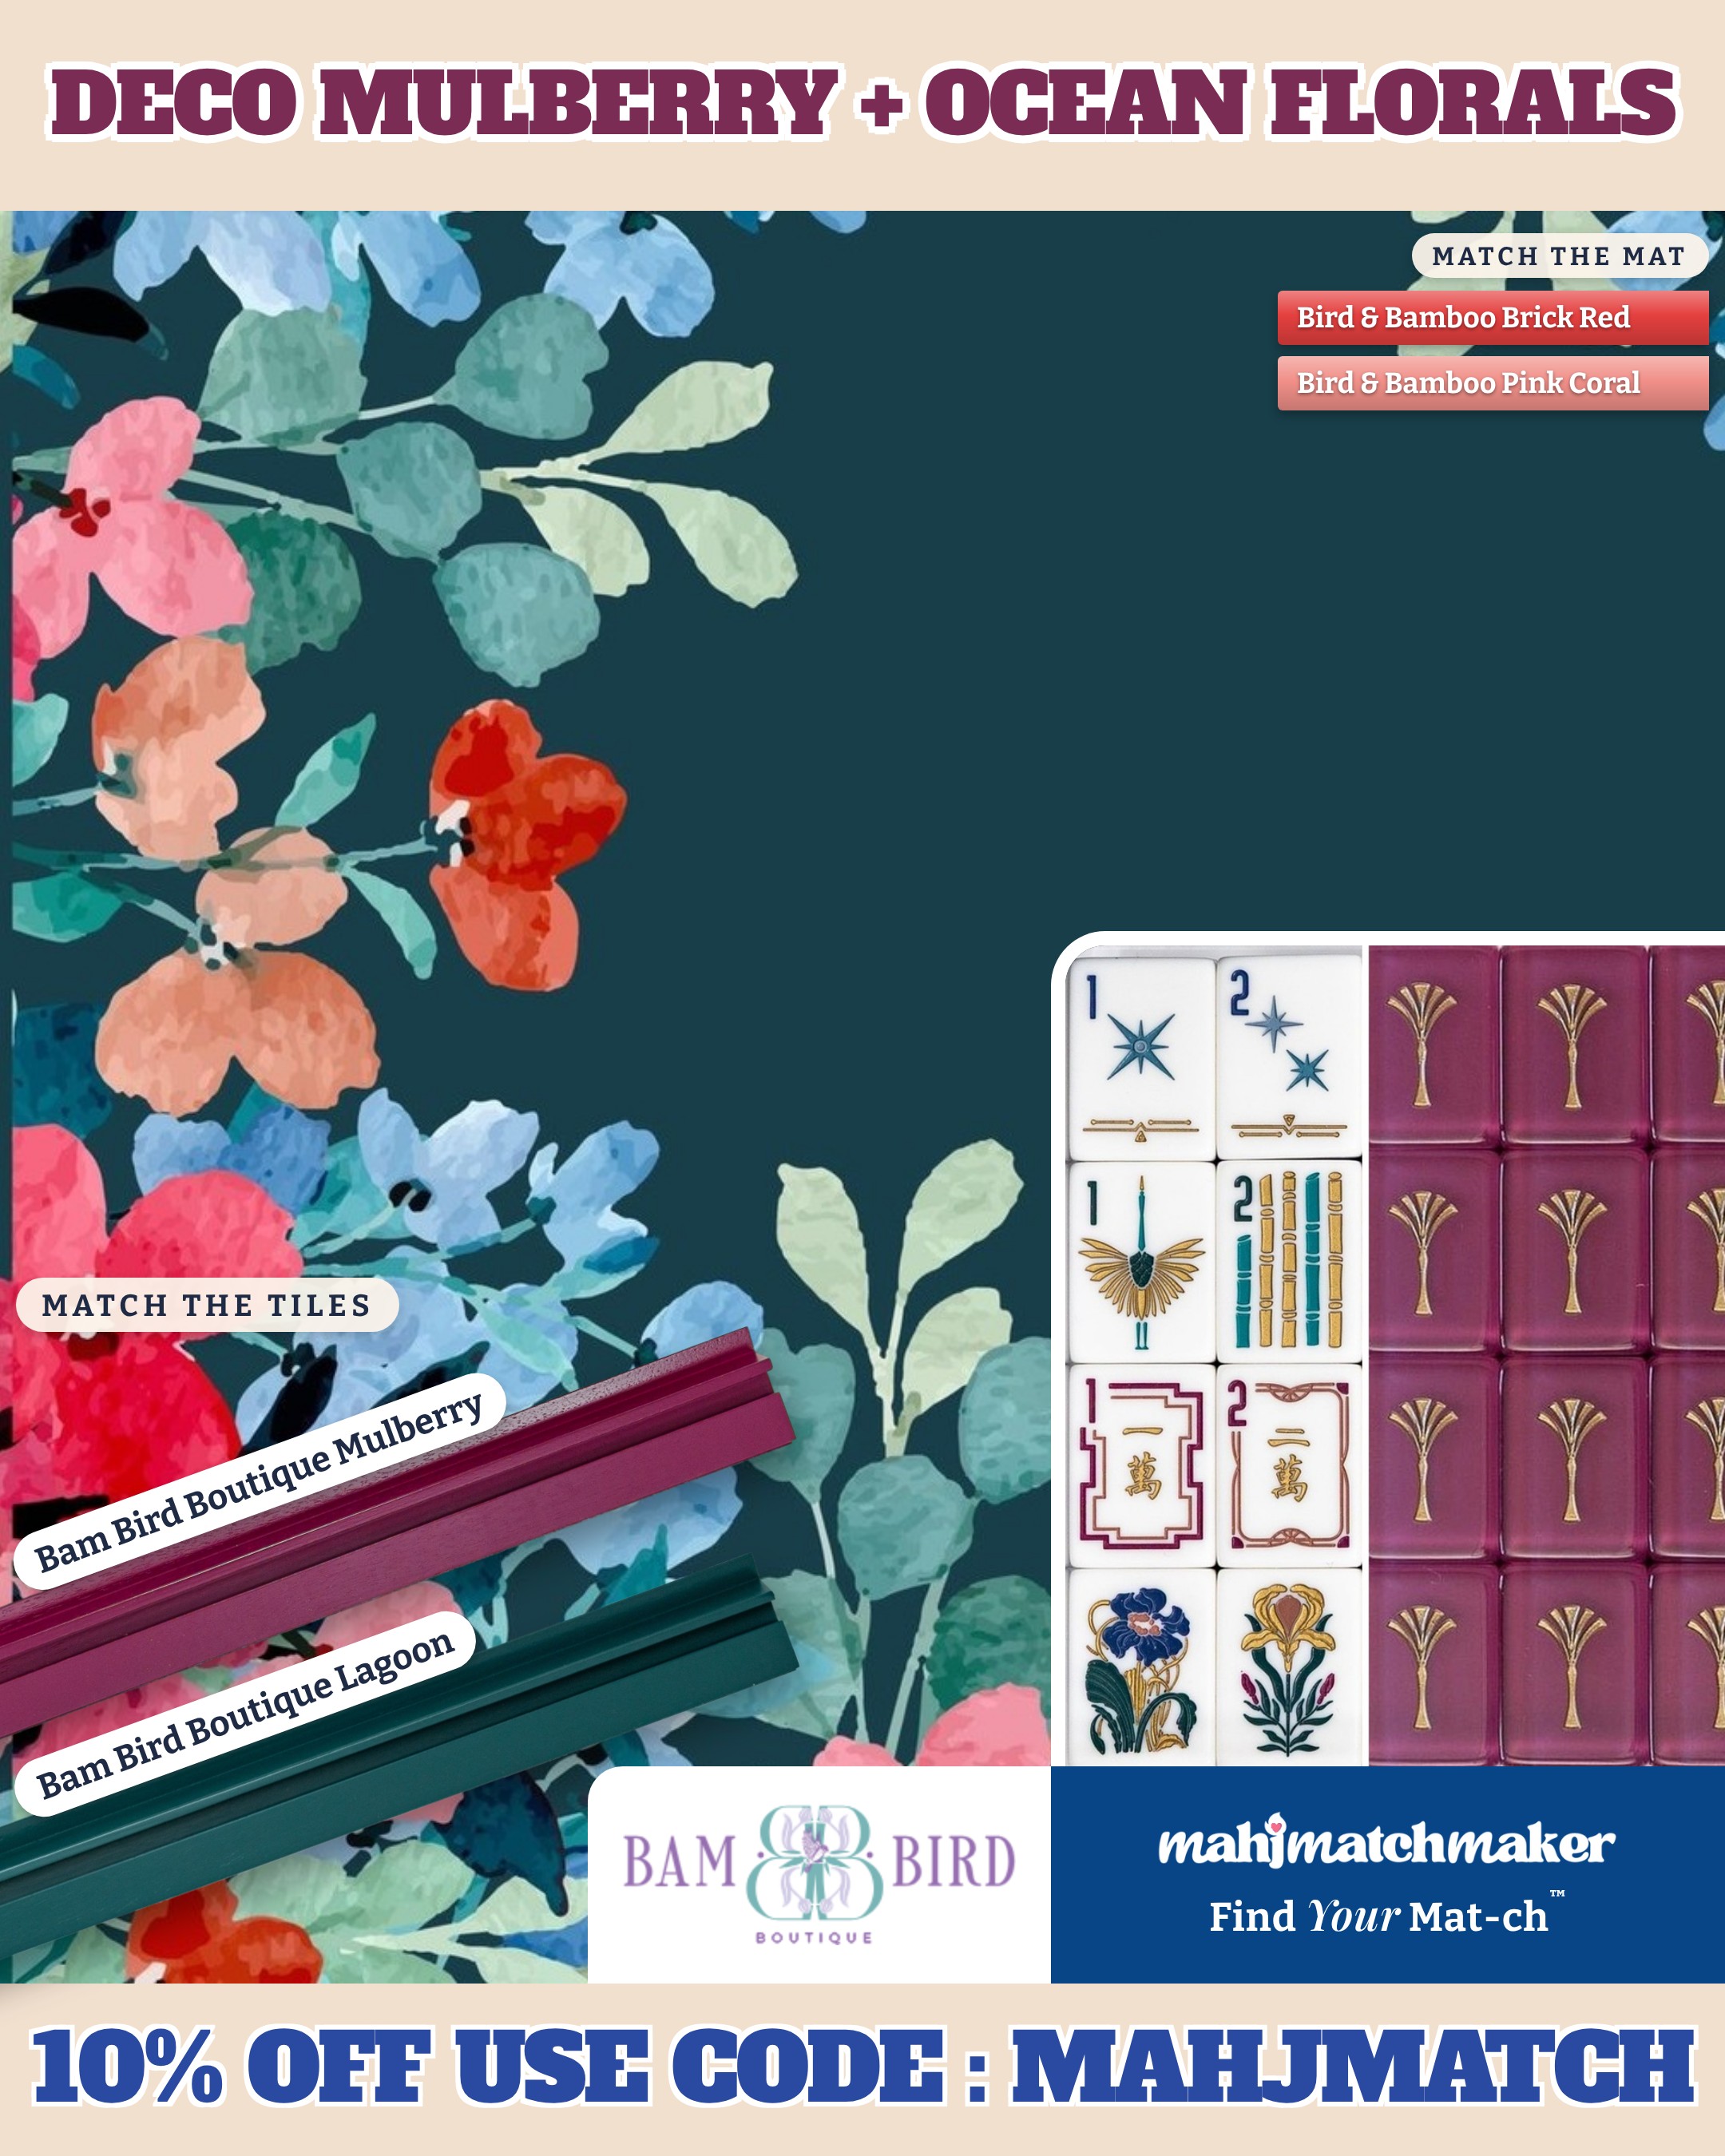 DECO MULBERRY + OCEAN FLORALS
MATCH THE MAT
Bird & Bamboo Brick Red
Bird & Bamboo Pink Coral
1 2
1 2
1 2
一萬 二萬
MATCH THE TILES
Bam Bird Boutique Mulberry
Bam Bird Boutique Lagoon
BAM BIRD
BOUTIQUE
mahjmatchmaker
Find Your Mat-ch™
10% OFF USE CODE : MAHJMATCH